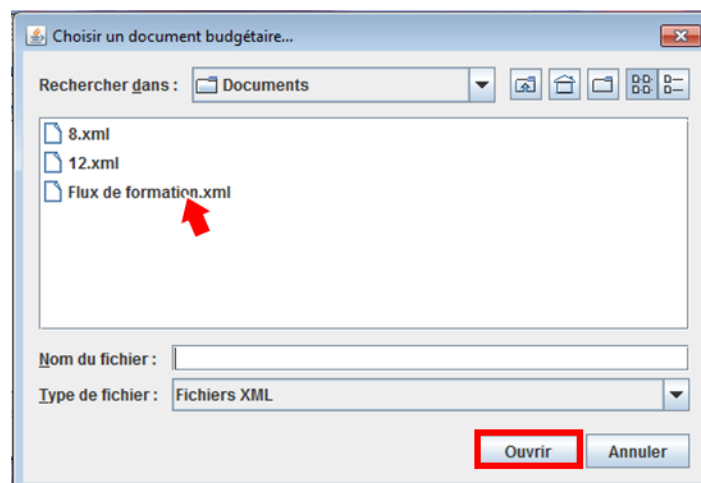 Choisir un document budgétaire...
Rechercher dans : Documents
8.xml
12.xml
Flux de formation.xml
Nom du fichier :
Type de fichier : Fichiers XML
Ouvrir Annuler